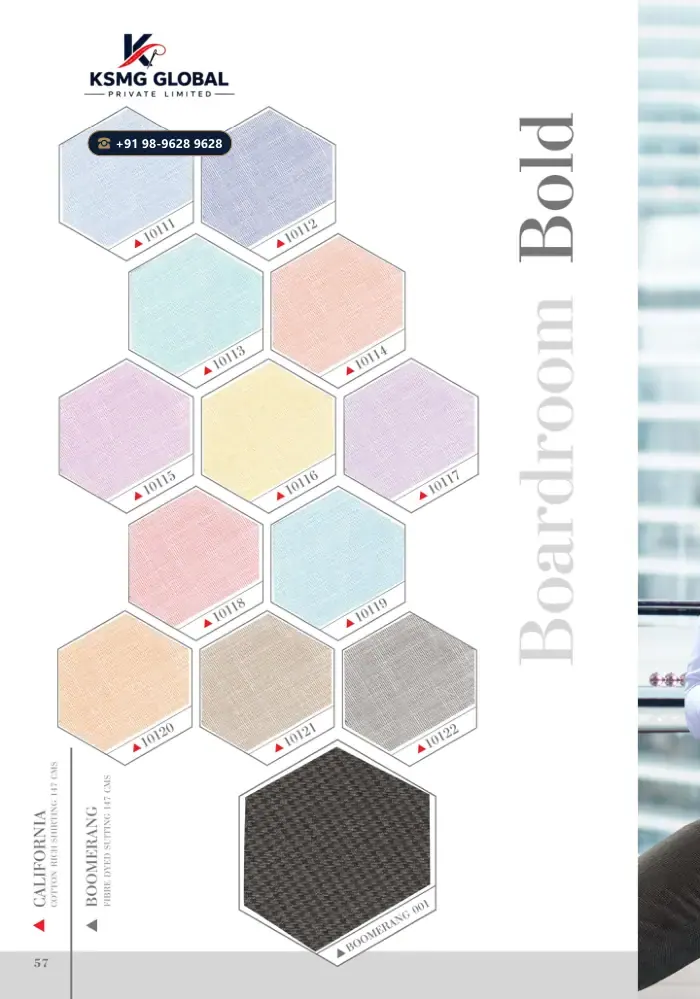 KSMG GLOBAL
PRIVATE LIMITED
+91 98-9628 9628
10111
10112
10113
10114
10115
10116
10117
10118
10119
10120
10121
10122
BOOMERANG 001
Boardroom Bold
CALIFORNIA
COTTON RICH SHIRTING 147 CMS
BOOMERANG
FIBRE DYED SUITING 147 CMS
57